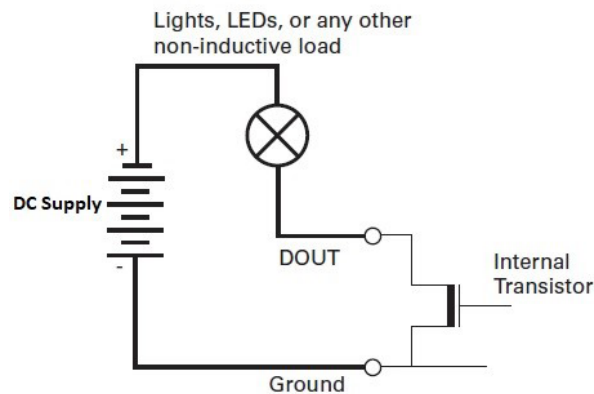 Lights, LEDs, or any other
non-inductive load
+
DC Supply
-
DOUT
Internal
Transistor
Ground